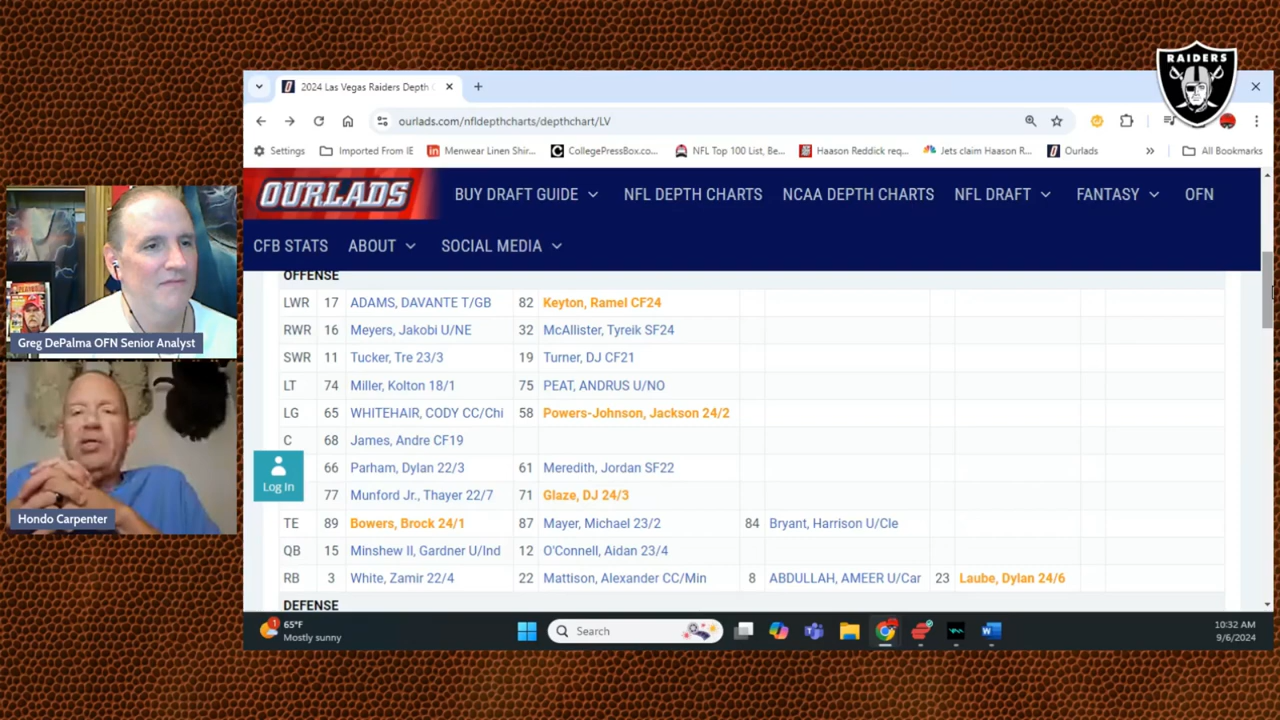 RAIDERS
2024 Las Vegas Raiders Depth
ourlads.com/nfldepthcharts/depthchart/LV
Settings
Imported From IE
Menwear Linen Shir...
CollegePressBox.co...
NFL Top 100 List, Be...
Haason Reddick req...
Jets claim Haason R...
Ourlads
All Bookmarks
OURLADS
BUY DRAFT GUIDE
NFL DEPTH CHARTS
NCAA DEPTH CHARTS
NFL DRAFT
FANTASY
OFN
CFB STATS
ABOUT
SOCIAL MEDIA
OFFENSE
LWR 17 ADAMS, DAVANTE T/GB 82 Keyton, Ramel CF24
RWR 16 Meyers, Jakobi U/NE 32 McAllister, Tyreik SF24
SWR 11 Tucker, Tre 23/3 19 Turner, DJ CF21
LT 74 Miller, Kolton 18/1 75 PEAT, ANDRUS U/NO
LG 65 WHITEHAIR, CODY CC/Chi 58 Powers-Johnson, Jackson 24/2
C 68 James, Andre CF19
66 Parham, Dylan 22/3 61 Meredith, Jordan SF22
77 Munford Jr., Thayer 22/7 71 Glaze, DJ 24/3
TE 89 Bowers, Brock 24/1 87 Mayer, Michael 23/2 84 Bryant, Harrison U/Cle
QB 15 Minshew II, Gardner U/Ind 12 O'Connell, Aidan 23/4
RB 3 White, Zamir 22/4 22 Mattison, Alexander CC/Min 8 ABDULLAH, AMEER U/Car 23 Laube, Dylan 24/6
DEFENSE
Log In
Greg DePalma OFN Senior Analyst
Hondo Carpenter
1
65°F
Mostly sunny
Search
10:32 AM
9/6/2024